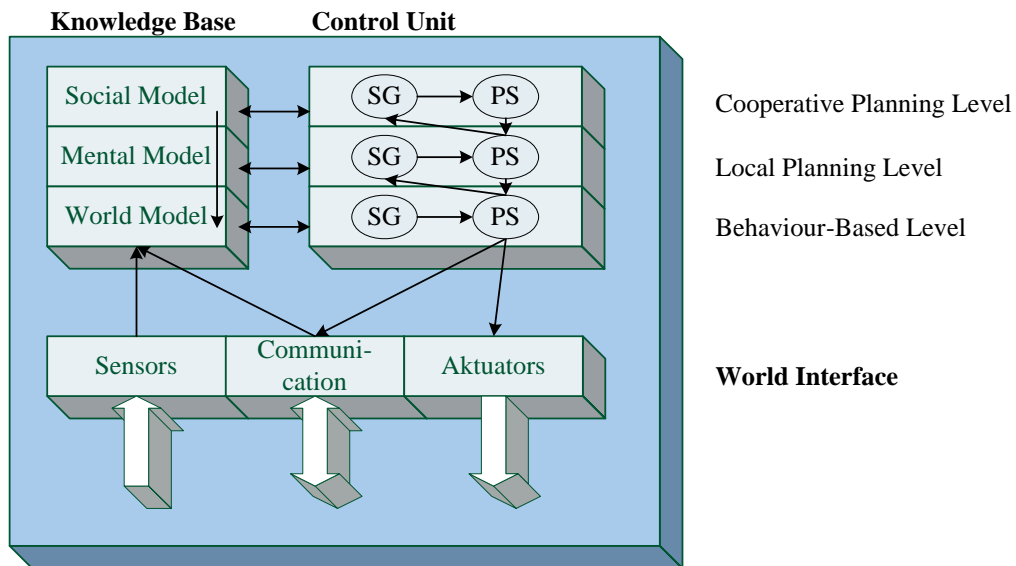 Knowledge Base
Control Unit
Social Model
SG
PS
Cooperative Planning Level
Mental Model
SG
PS
Local Planning Level
World Model
SG
PS
Behaviour-Based Level
Sensors
Communi-
cation
Aktuators
World Interface